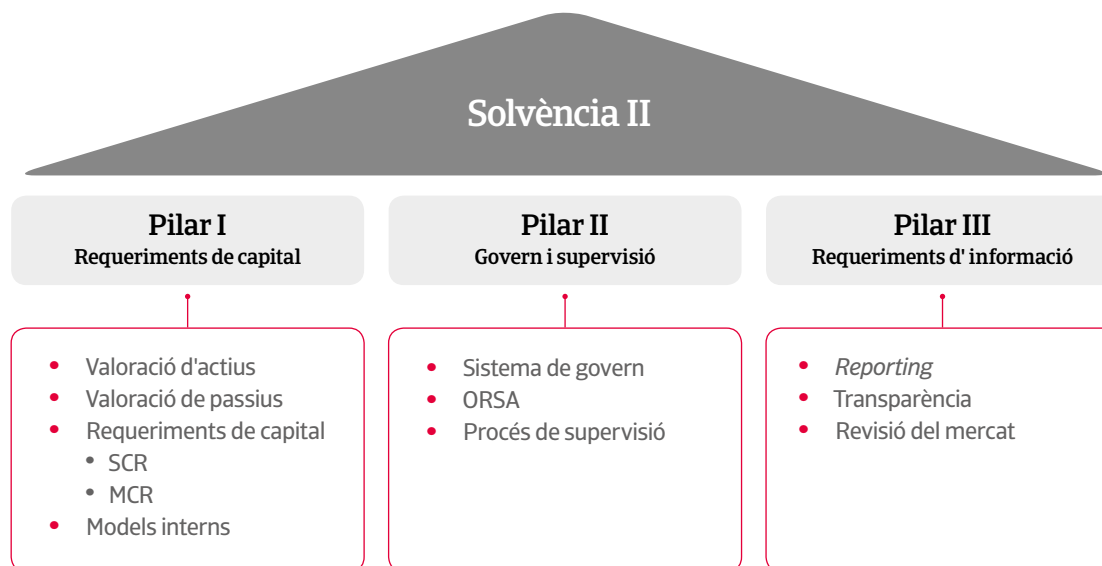 Solvència II
Pilar I
Requeriments de capital
Valoració d'actius
Valoració de passius
Requeriments de capital
SCR
MCR
Models interns
Pilar II
Govern i supervisió
Sistema de govern
ORSA
Procés de supervisió
Pilar III
Requeriments d' informació
Reporting
Transparència
Revisió del mercat